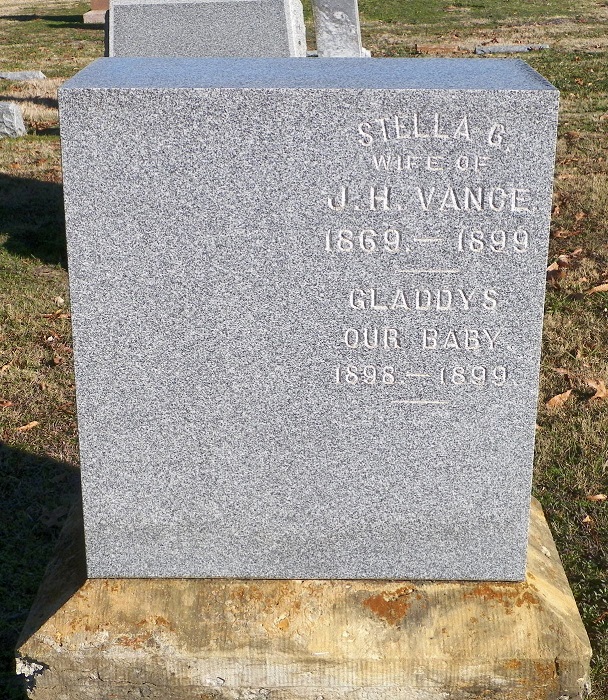 STELLA G.
WIFE OF
J.H. VANCE
1869.— 1899
GLADDYS
OUR BABY.
1898.—1899.